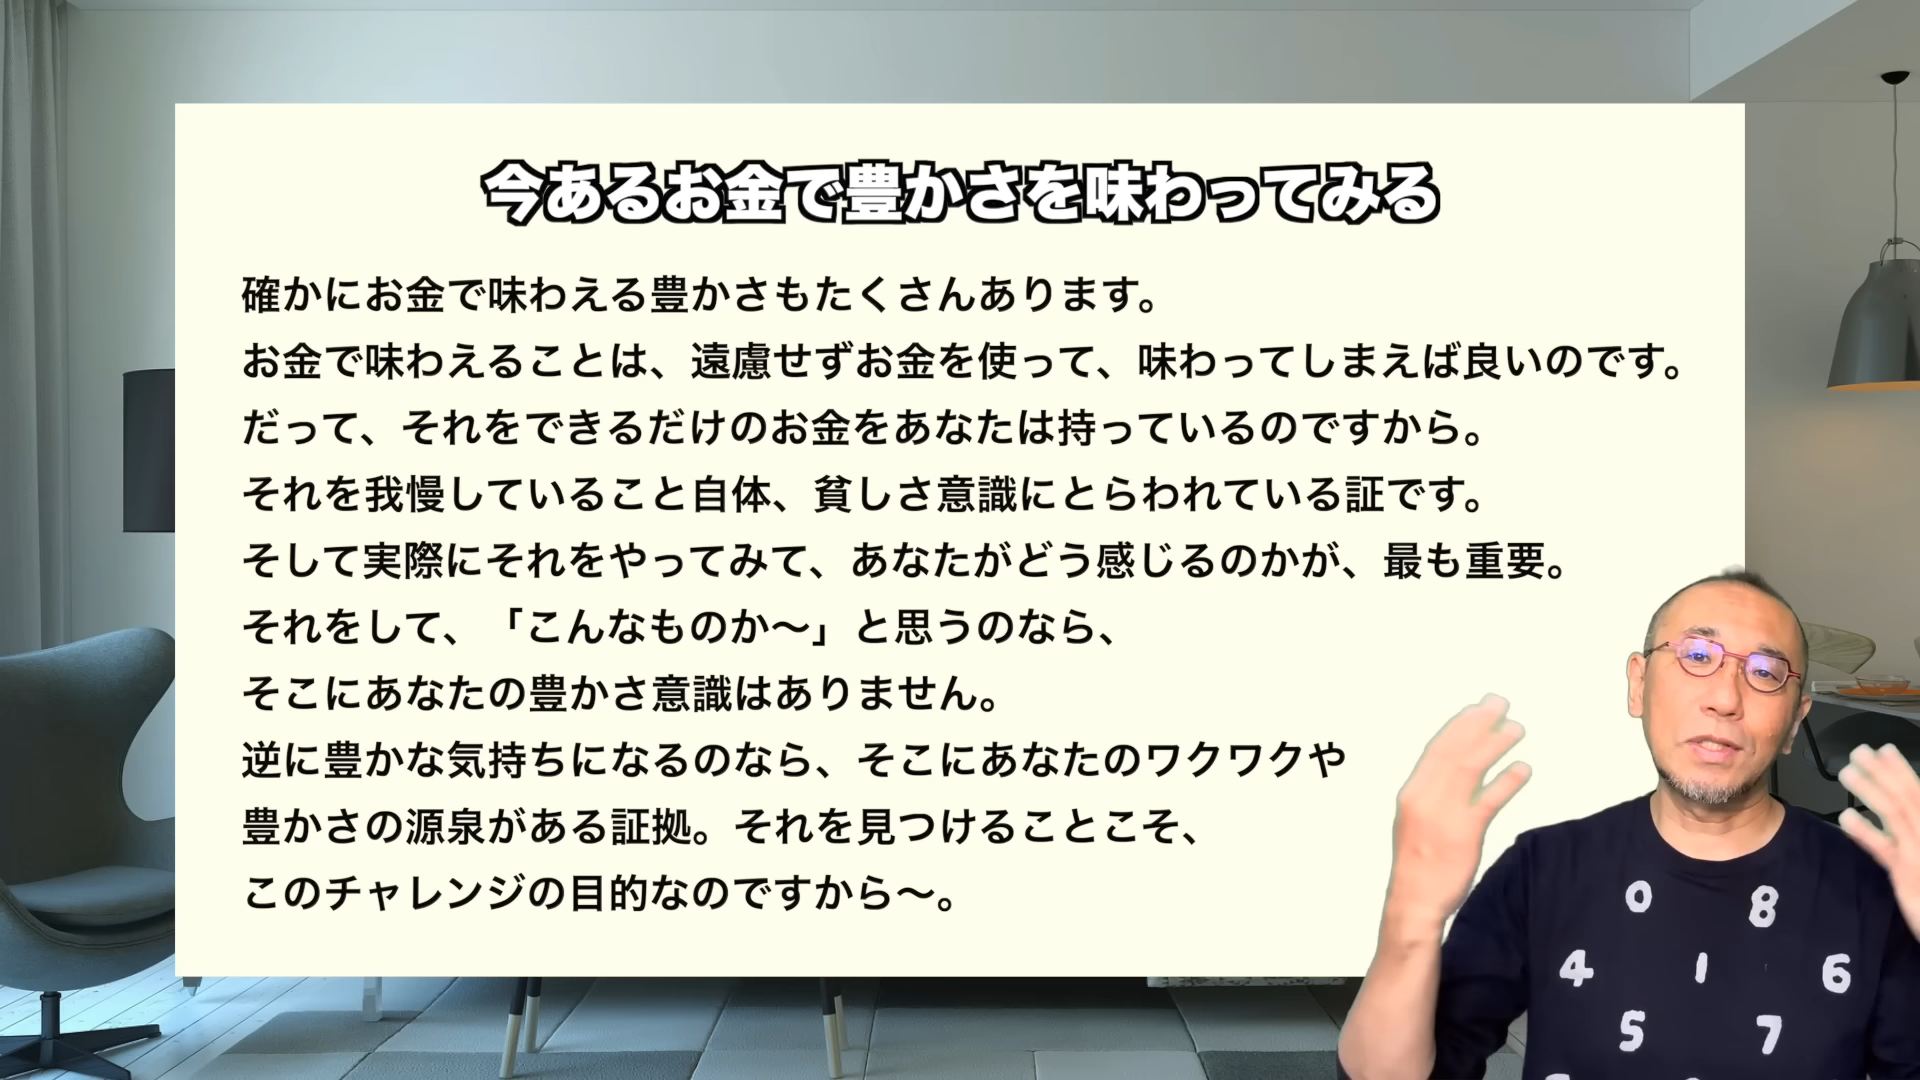 今あるお金で豊かさを味わってみる
確かにお金で味わえる豊かさもたくさんあります。
お金で味わえることは、遠慮せずお金を使って、味わってしまえば良いのです。
だって、それをできるだけのお金をあなたは持っているのですから。
それを我慢していること自体、貧しさ意識にとらわれている証です。
そして実際にそれをやってみて、あなたがどう感じるのかが、最も重要。
それをして、「こんなものか〜」と思うのなら、
そこにあなたの豊かさ意識はありません。
逆に豊かな気持ちになるのなら、そこにあなたのワクワクや
豊かさの源泉がある証拠。それを見つけることこそ、
このチャレンジの目的なのですから〜。
0 8
4 1 6
5 7